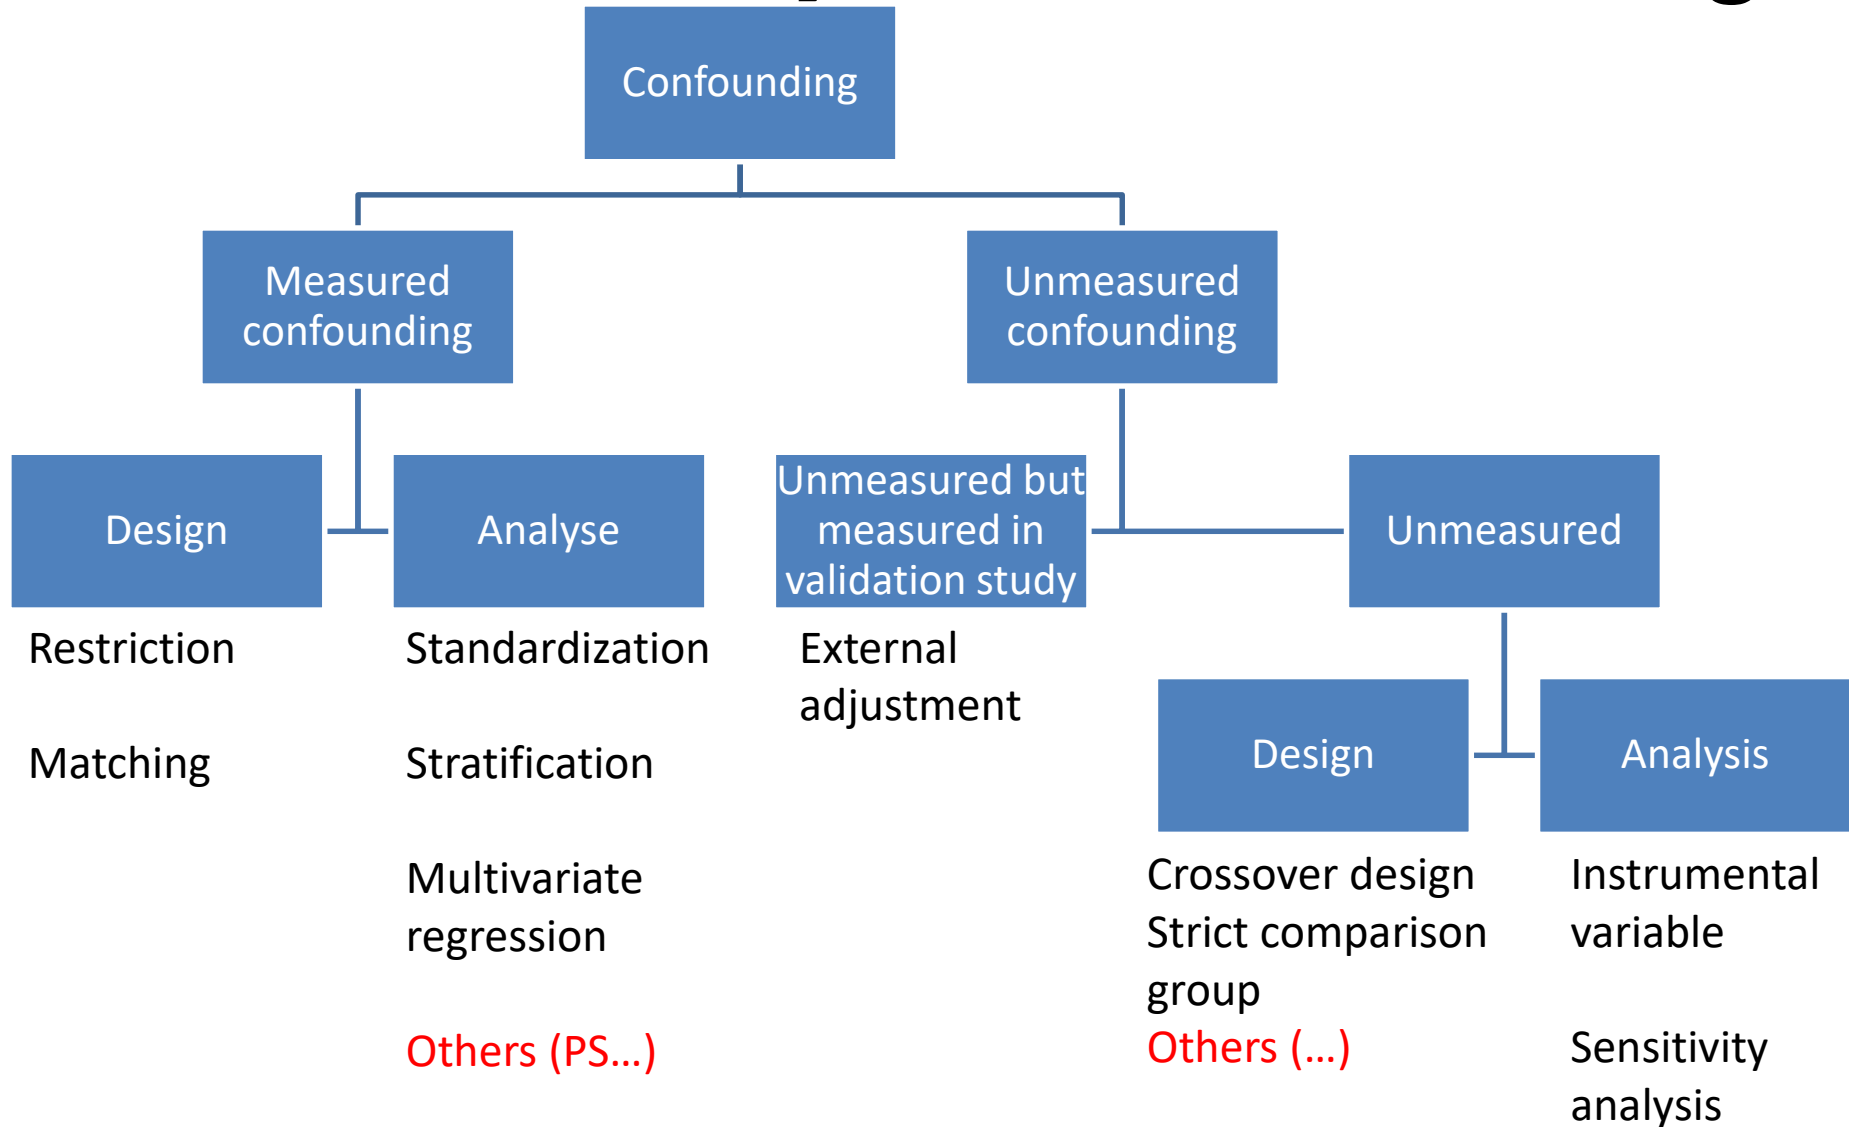 Confounding
Measured
confounding
Unmeasured
confounding
Design
Analyse
Unmeasured but
measured in
validation study
Unmeasured
Restriction
Matching
Standardization
Stratification
Multivariate
regression
Others (PS...)
External
adjustment
Design
Analysis
Crossover design
Strict comparison
group
Others (...)
Instrumental
variable
Sensitivity
analysis